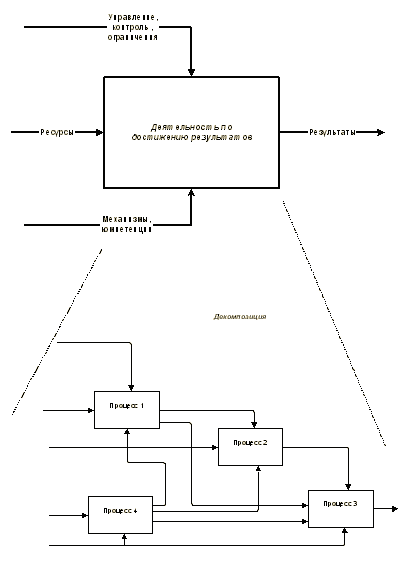 Управление,
контроль,
ограничения
Деятельность по
достижению результатов
Ресурсы
Результаты
Механизмы,
компетенции
Декомпозиция
Процесс 1
Процесс 2
Процесс 3
Процесс 4